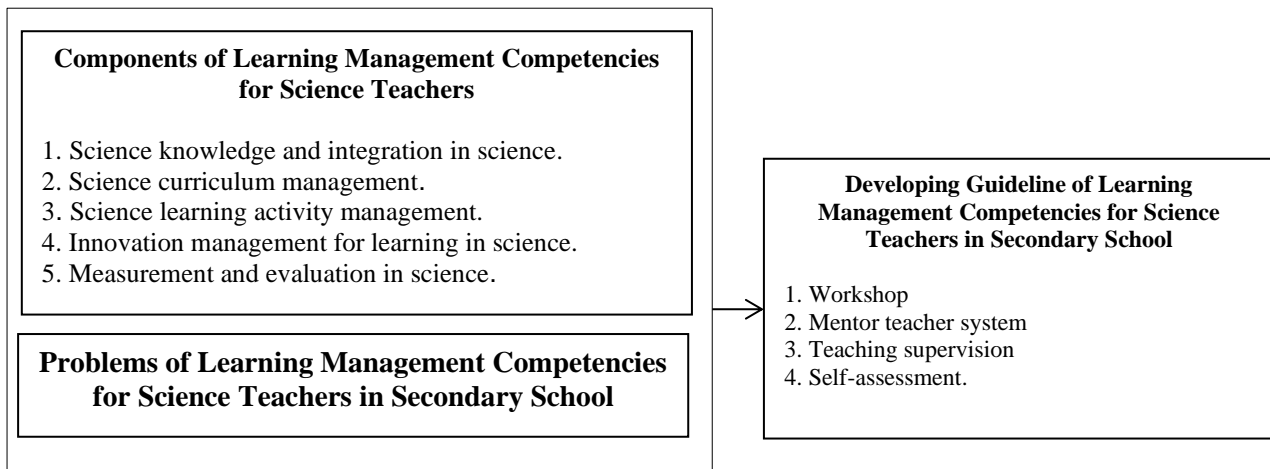 Components of Learning Management Competencies
for Science Teachers
1. Science knowledge and integration in science.
2. Science curriculum management.
3. Science learning activity management.
4. Innovation management for learning in science.
5. Measurement and evaluation in science.
Problems of Learning Management Competencies
for Science Teachers in Secondary School
Developing Guideline of Learning
Management Competencies for Science
Teachers in Secondary School
1. Workshop
2. Mentor teacher system
3. Teaching supervision
4. Self-assessment.